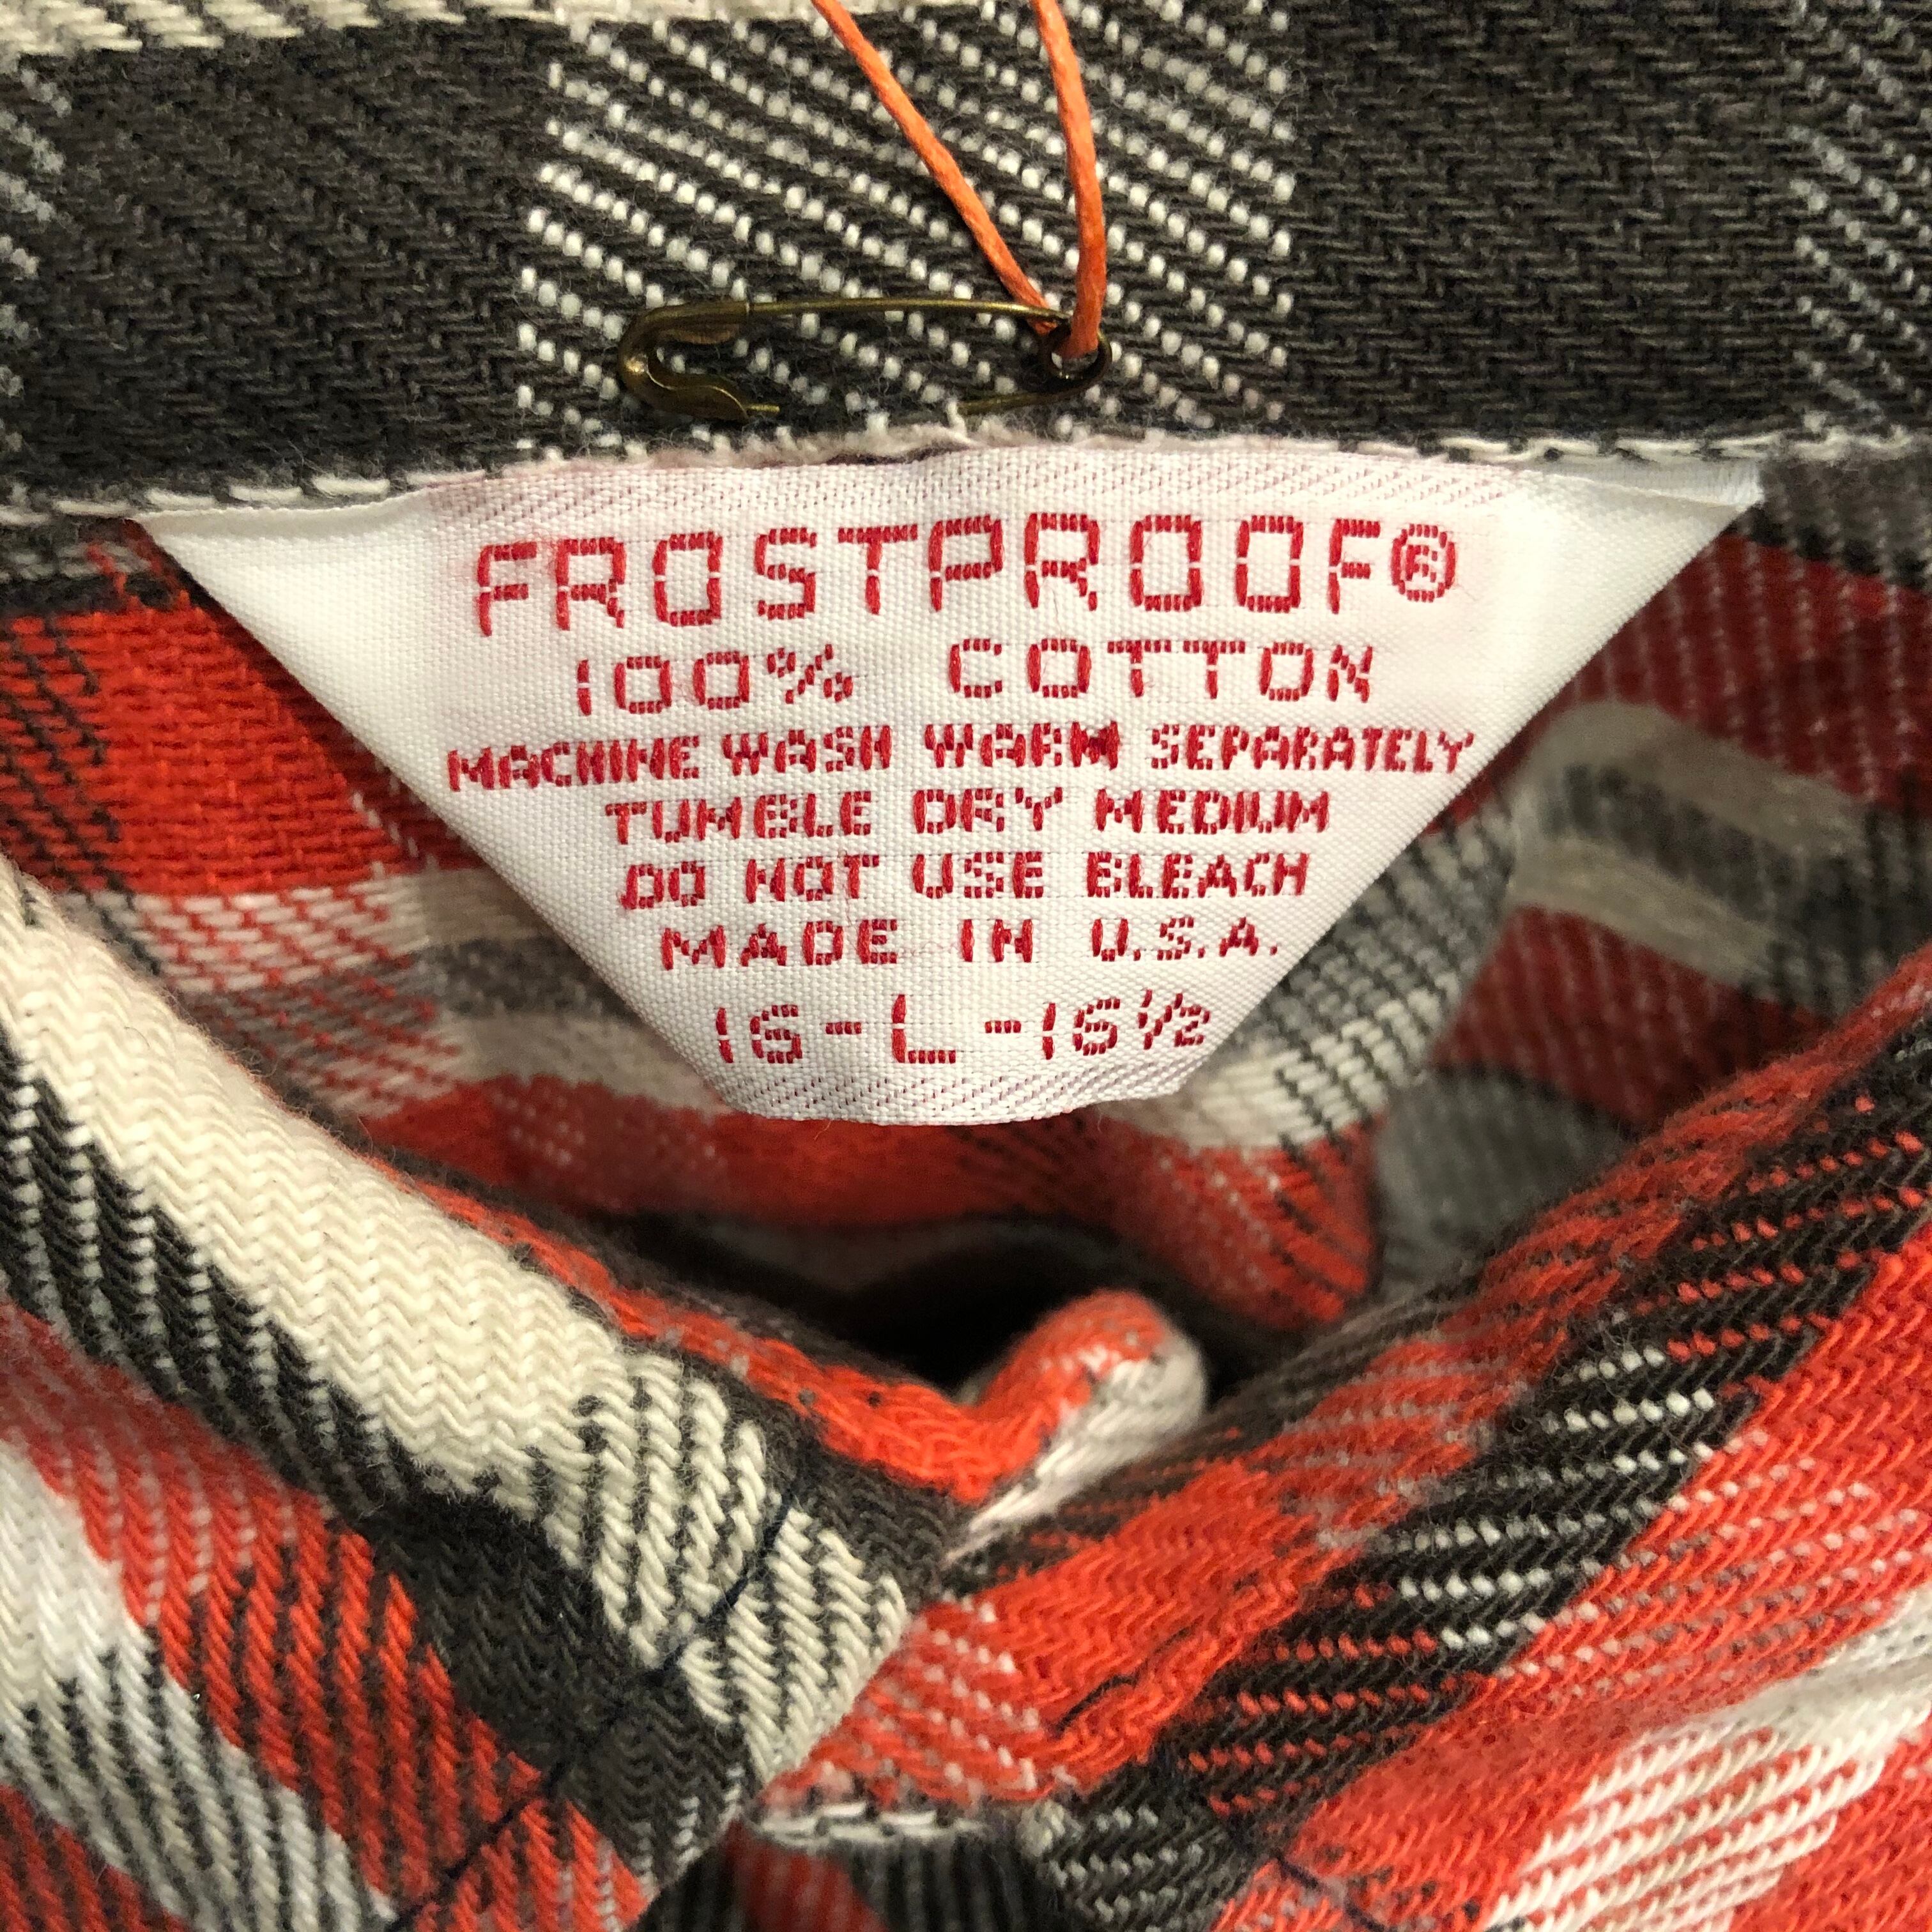 FROSTPROOF®
100% COTTON
MACHINE WASH WARM SEPARATELY
TUMBLE DRY MEDIUM
DO NOT USE BLEACH
MADE IN U.S.A.
16-L-16½